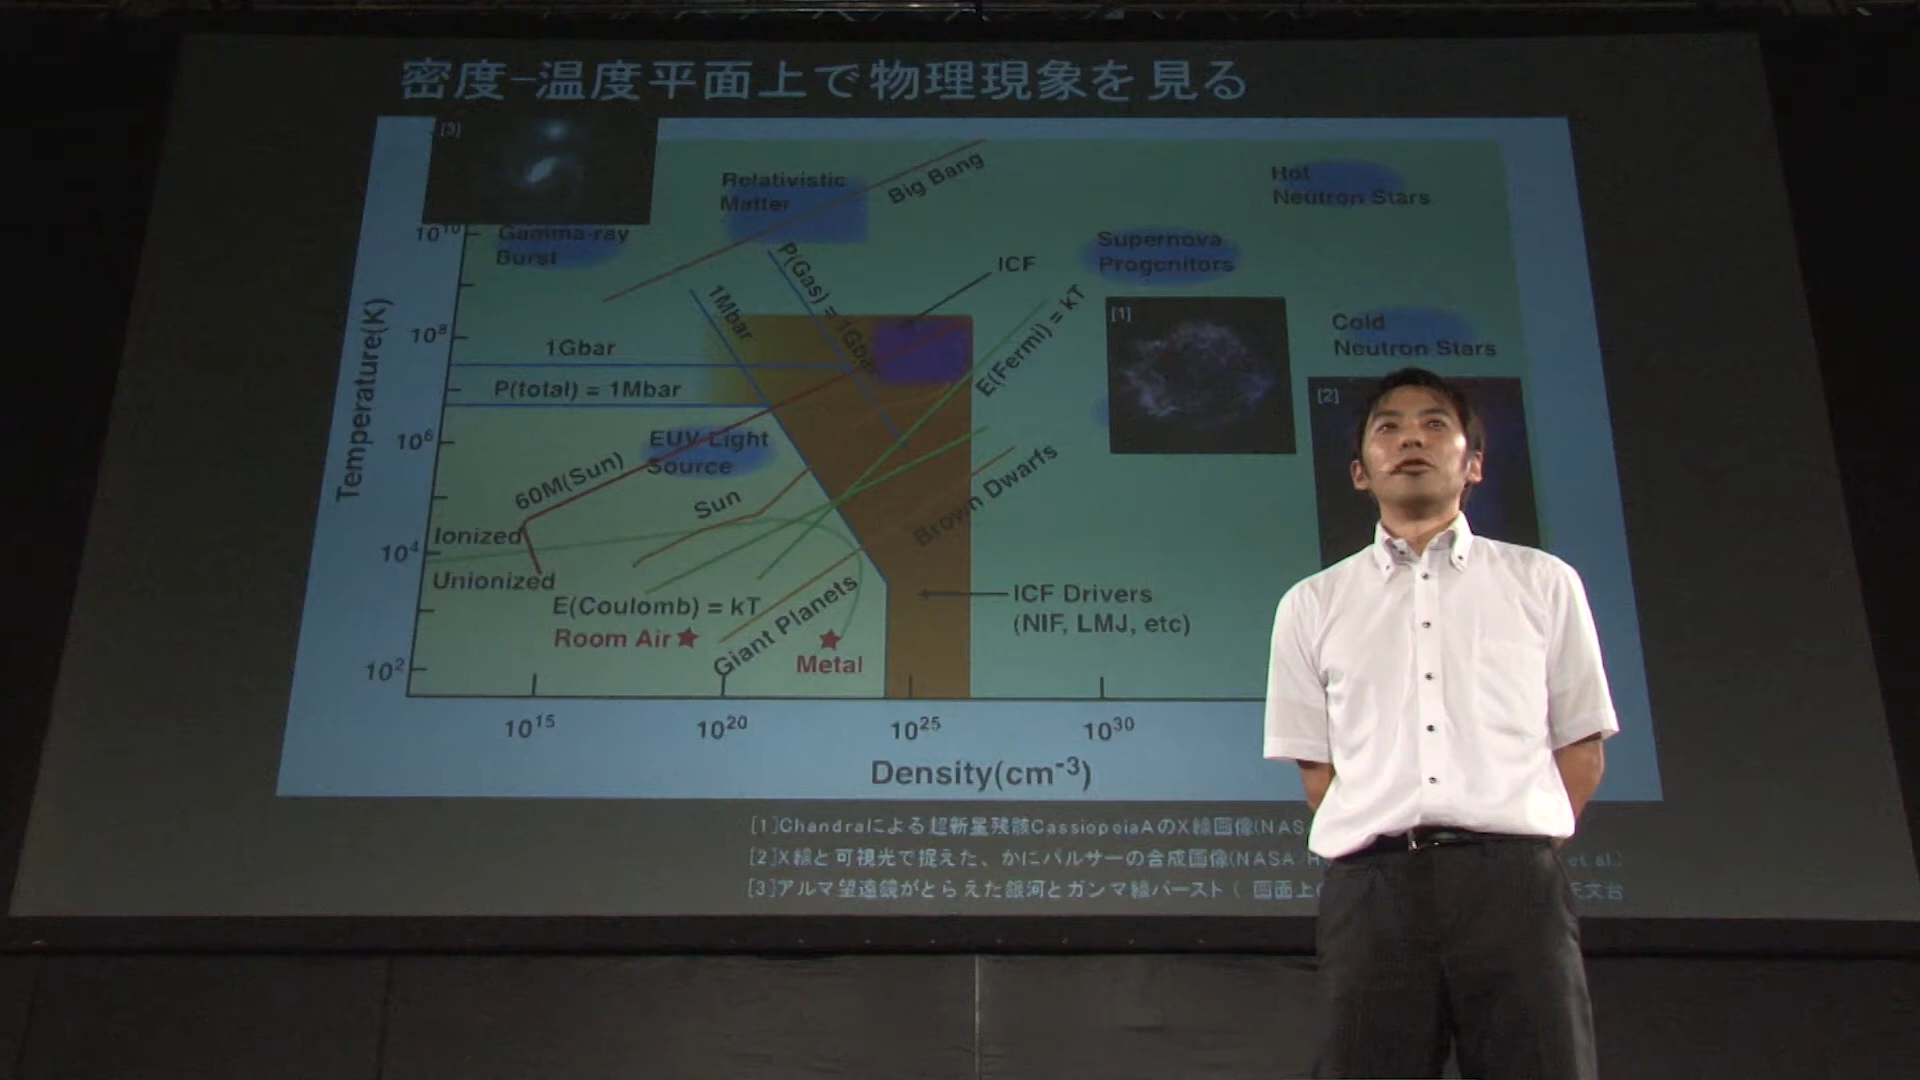 密度-温度平面上で物理現象を見る
[3]
Relativistic
Matter
Big Bang
Hot
Neutron Stars
10¹⁰
Gamma-ray
Burst
P(Gas) = 1Gbar
ICF
Supernova
Progenitors
1Mbar
E(Fermi) = kT
[1]
Cold
Neutron Stars
10⁸
1Gbar
P(total) = 1Mbar
[2]
Temperature(K)
10⁶
EUV Light
Source
60M(Sun)
Sun
Brown Dwarfs
Ionized
10⁴
Unionized
E(Coulomb) = kT
Giant Planets
ICF Drivers
(NIF, LMJ, etc)
Room Air
Metal
10²
10¹⁵
10²⁰
10²⁵
10³⁰
Density(cm⁻³)
[1]Chandraによる超新星残骸CassiopeiaAのX線画像(NAS
[2]X線と可視光で捉えた、かにパルサーの合成画像(NASA/H et al)
[3]アルマ望遠鏡がとらえた銀河とガンマ線バースト( 画面上 天文台